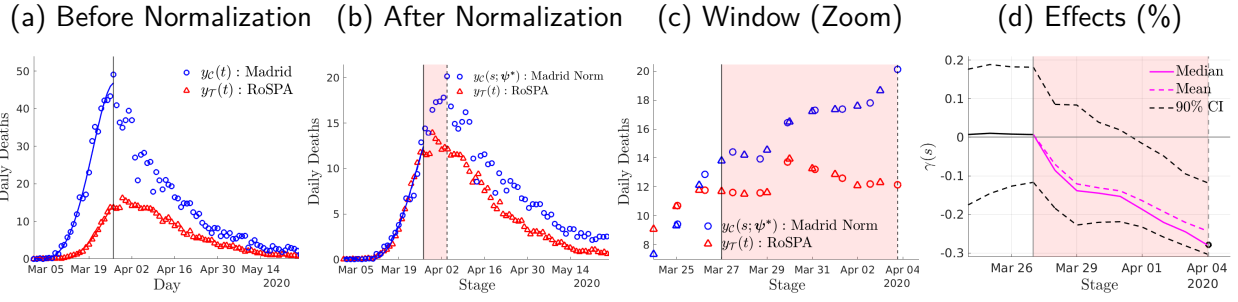 (a) Before Normalization
50
40
30
20
10
0
Daily Deaths
yC(t) : Madrid
yT(t) : RoSPA
Mar 05 Mar 19 Apr 02 Apr 16 Apr 30 May 14
Day 2020
(b) After Normalization
20
15
10
5
0
Daily Deaths
yC(s; ψ*) : Madrid Norm
yT(t) : RoSPA
Mar 05 Mar 19 Apr 02 Apr 16 Apr 30 May 14
Stage 2020
(c) Window (Zoom)
20
18
16
14
12
10
8
Daily Deaths
yC(s; ψ*) : Madrid Norm
yT(t) : RoSPA
Mar 25 Mar 27 Mar 29 Mar 31 Apr 02 Apr 04
Stage 2020
(d) Effects (%)
0.2
0.1
0
-0.1
-0.2
-0.3
γ(s)
Median
Mean
90% CI
Mar 26 Mar 29 Apr 01 Apr 04
Stage 2020